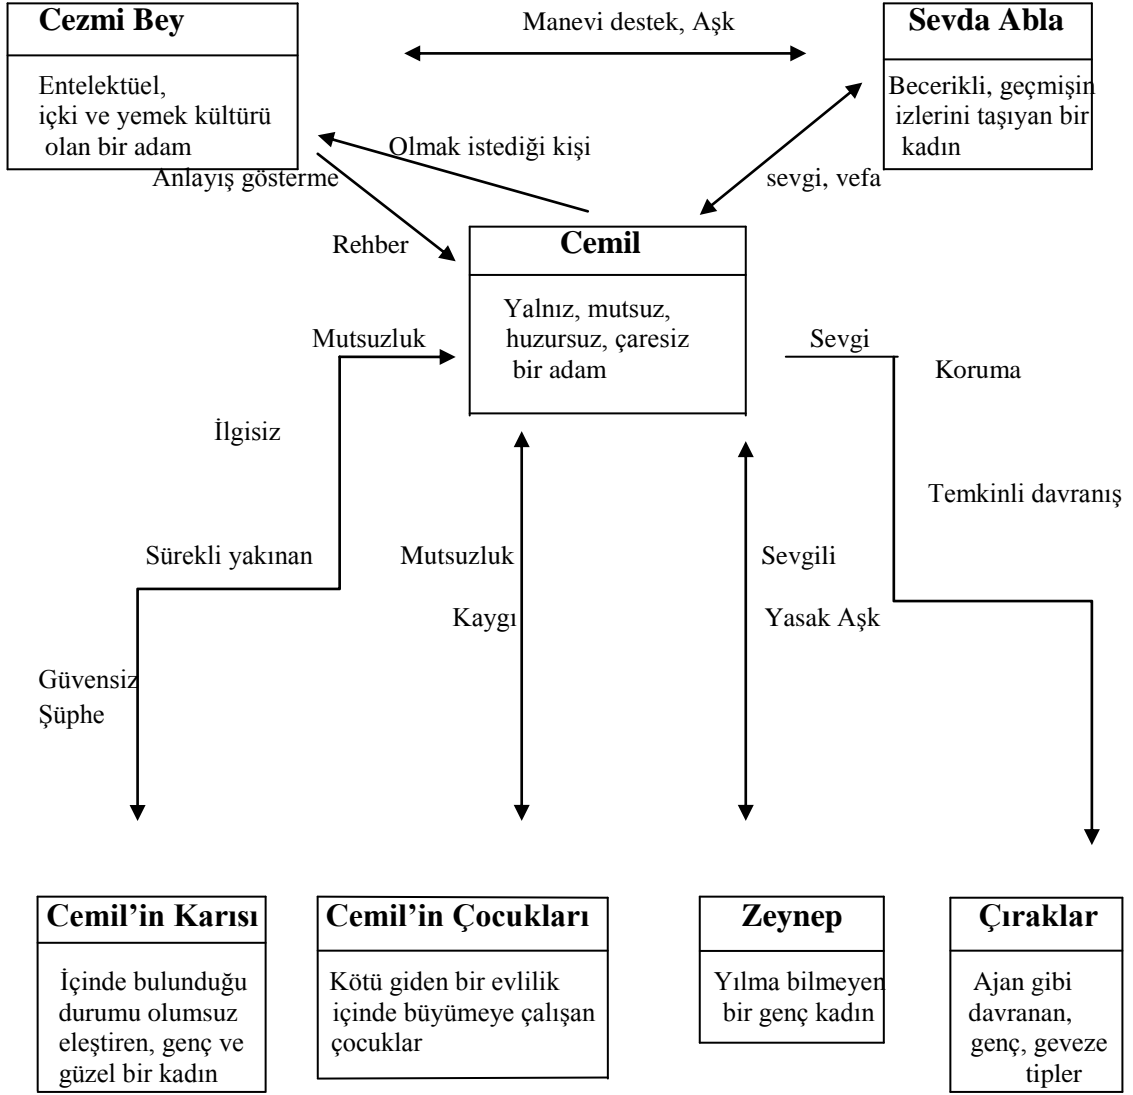 Cezmi Bey
Manevi destek, Aşk
Sevda Abla
Entelektüel,
içki ve yemek kültürü
olan bir adam
Becerikli, geçmişin
izlerini taşıyan bir
kadın
Olmak istediği kişi
Anlayış gösterme
sevgi, vefa
Rehber
Cemil
Yalnız, mutsuz,
huzursuz, çaresiz
bir adam
Mutsuzluk
Sevgi
Koruma
İlgisiz
Temkinli davranış
Sürekli yakınan
Mutsuzluk
Sevgili
Kaygı
Yasak Aşk
Güvensiz
Şüphe
Cemil’in Karısı
İçinde bulunduğu
durumu olumsuz
eleştiren, genç ve
güzel bir kadın
Cemil’in Çocukları
Kötü giden bir evlilik
içinde büyümeye çalışan
çocuklar
Zeynep
Yılma bilmeyen
bir genç kadın
Çıraklar
Ajan gibi
davranan,
genç, geveze
tipler